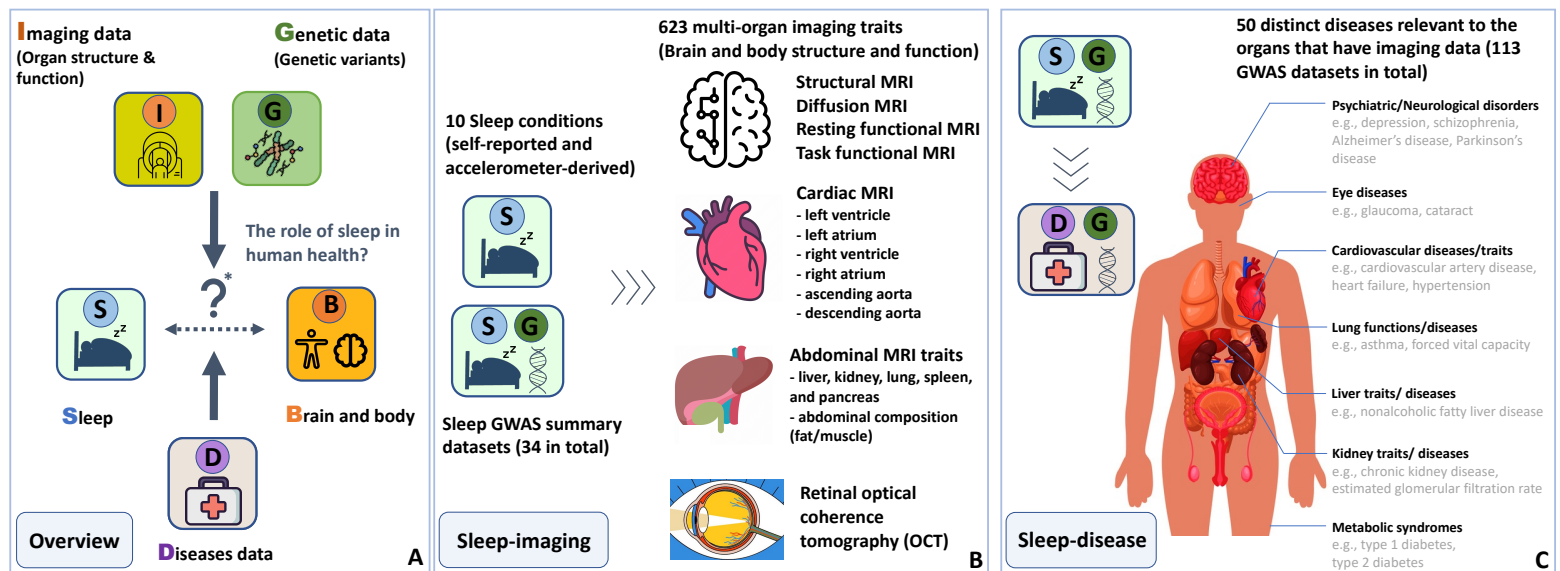 Imaging data
(Organ structure &
function)
Genetic data
(Genetic variants)
I
G
The role of sleep in
human health?
?*
S
zz
B
Sleep
Brain and body
D
Diseases data
Overview
A
623 multi-organ imaging traits
(Brain and body structure and function)
10 Sleep conditions
(self-reported and
accelerometer-derived)
S
zz
S
G
zz
Sleep GWAS summary
datasets (34 in total)
Structural MRI
Diffusion MRI
Resting functional MRI
Task functional MRI
Cardiac MRI
- left ventricle
- left atrium
- right ventricle
- right atrium
- ascending aorta
- descending aorta
Abdominal MRI traits
- liver, kidney, lung, spleen,
and pancreas
- abdominal composition
(fat/muscle)
Retinal optical
coherence
tomography (OCT)
Sleep-imaging
B
S
G
zz
D
G
50 distinct diseases relevant to the
organs that have imaging data (113
GWAS datasets in total)
Psychiatric/Neurological disorders
e.g., depression, schizophrenia,
Alzheimer's disease, Parkinson's
disease
Eye diseases
e.g., glaucoma, cataract
Cardiovascular diseases/traits
e.g., cardiovascular artery disease,
heart failure, hypertension
Lung functions/diseases
e.g., asthma, forced vital capacity
Liver traits/ diseases
e.g., nonalcoholic fatty liver disease
Kidney traits/ diseases
e.g., chronic kidney disease,
estimated glomerular filtration rate
Metabolic syndromes
e.g., type 1 diabetes,
type 2 diabetes
Sleep-disease
C